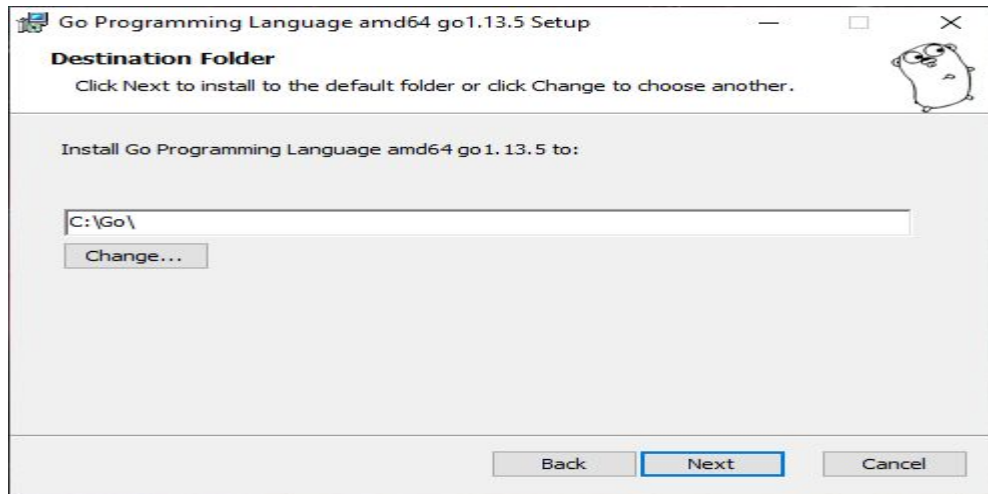 Go Programming Language amd64 go1.13.5 Setup
Destination Folder
Click Next to install to the default folder or click Change to choose another.
Install Go Programming Language amd64 go1.13.5 to:
C:\Go\
Change...
Back Next Cancel